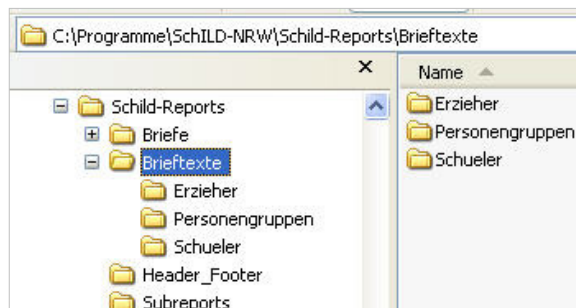 C:\Programme\SchILD-NRW\Schild-Reports\Brieftexte
Name
Schild-Reports
Briefe
Brieftexte
Erzieher
Personengruppen
Schueler
Header_Footer
Subreports
Erzieher
Personengruppen
Schueler